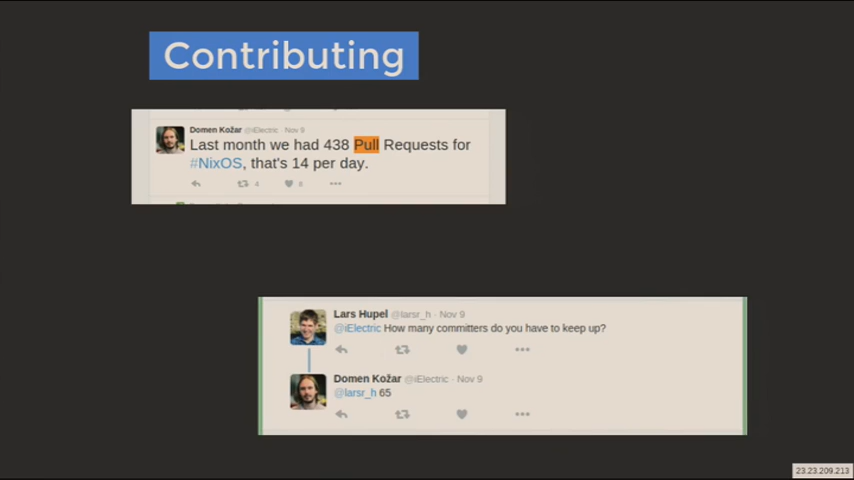 Contributing
Domen Kožar @iElectric · Nov 9
Last month we had 438 Pull Requests for
#NixOS, that's 14 per day.
4 8
Lars Hupel @larsr_h · Nov 9
@iElectric How many committers do you have to keep up?
Domen Kožar @iElectric · Nov 9
@larsr_h 65
23.23.209.213